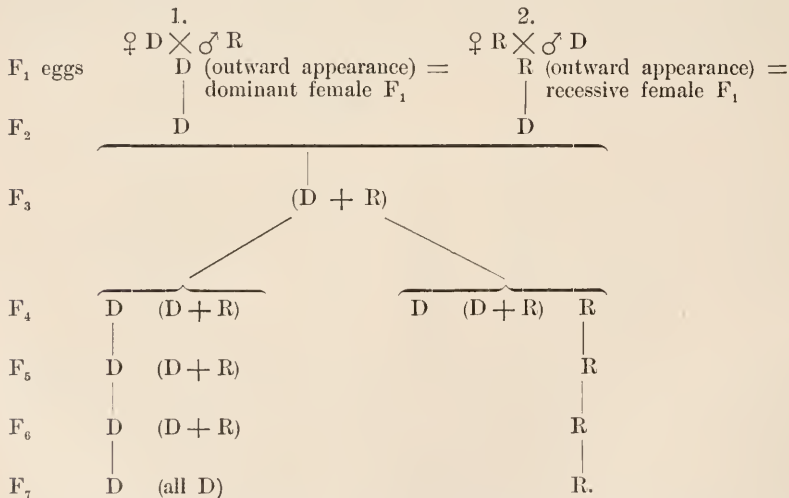 1. 2.
♀ D × ♂ R ♀ R × ♂ D
F₁ eggs D (outward appearance) = R (outward appearance) =
dominant female F₁ recessive female F₁
F₂ D D
F₃ (D + R)
F₄ D (D + R) D (D + R) R
F₅ D (D + R) R
F₆ D (D + R) R
F₇ D (all D) R.